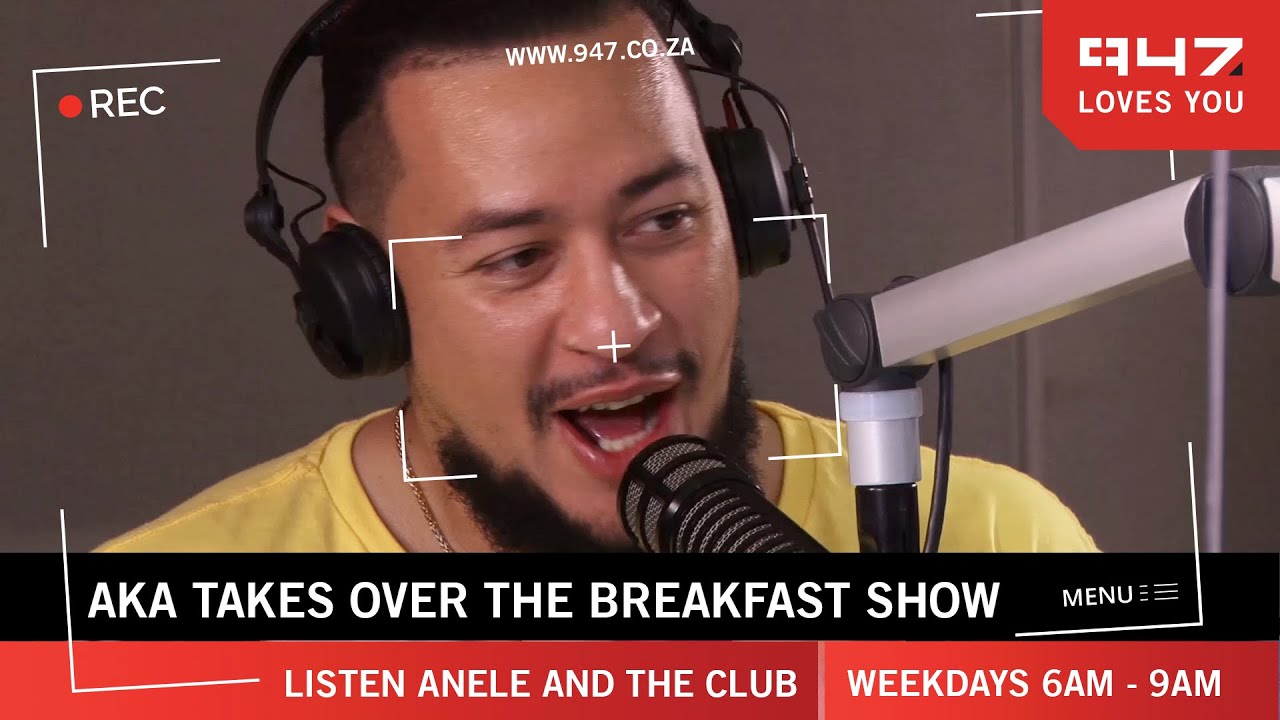 WWW.947.CO.ZA
947
LOVES YOU
REC
AKA TAKES OVER THE BREAKFAST SHOW
MENU
LISTEN ANELE AND THE CLUB
WEEKDAYS 6AM - 9AM